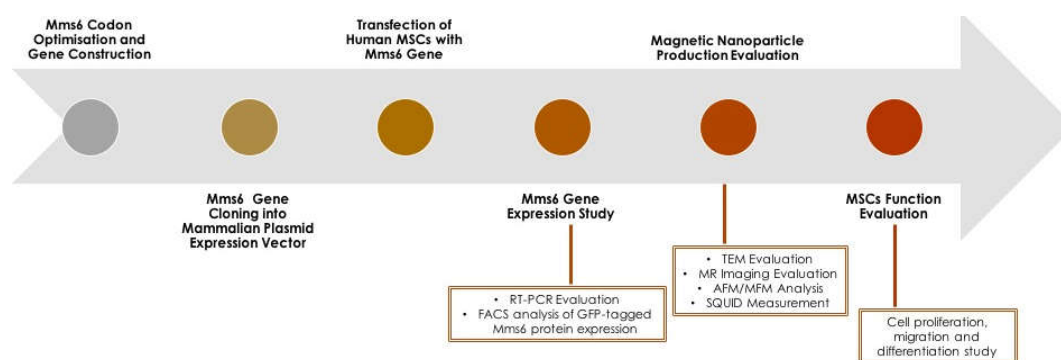 Mms6 Codon
Optimisation and
Gene Construction
Mms6  Gene
Cloning into
Mammalian Plasmid
Expression Vector
Transfection of
Human MSCs with
Mms6 Gene
Mms6 Gene
Expression Study
• RT-PCR Evaluation
• FACS analysis of GFP-tagged
Mms6 protein expression
Magnetic Nanoparticle
Production Evaluation
• TEM Evaluation
• MR Imaging Evaluation
• AFM/MFM Analysis
• SQUID Measurement
MSCs Function
Evaluation
Cell proliferation,
migration and
differentiation study